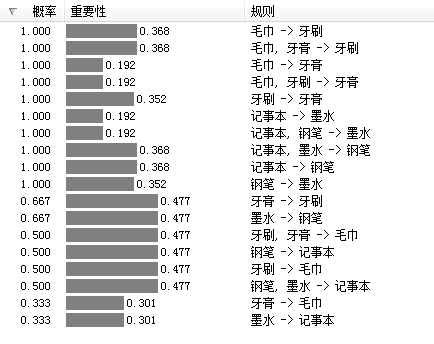 概率 重要性 规则
1.000 0.368 毛巾 -> 牙刷
1.000 0.368 毛巾, 牙膏 -> 牙刷
1.000 0.192 毛巾 -> 牙膏
1.000 0.192 毛巾, 牙刷 -> 牙膏
1.000 0.352 牙刷 -> 牙膏
1.000 0.192 记事本 -> 墨水
1.000 0.192 记事本, 钢笔 -> 墨水
1.000 0.368 记事本, 墨水 -> 钢笔
1.000 0.368 记事本 -> 钢笔
1.000 0.352 钢笔 -> 墨水
0.667 0.477 牙膏 -> 牙刷
0.667 0.477 墨水 -> 钢笔
0.500 0.477 牙刷, 牙膏 -> 毛巾
0.500 0.477 钢笔 -> 记事本
0.500 0.477 牙刷 -> 毛巾
0.500 0.477 钢笔, 墨水 -> 记事本
0.333 0.301 牙膏 -> 毛巾
0.333 0.301 墨水 -> 记事本